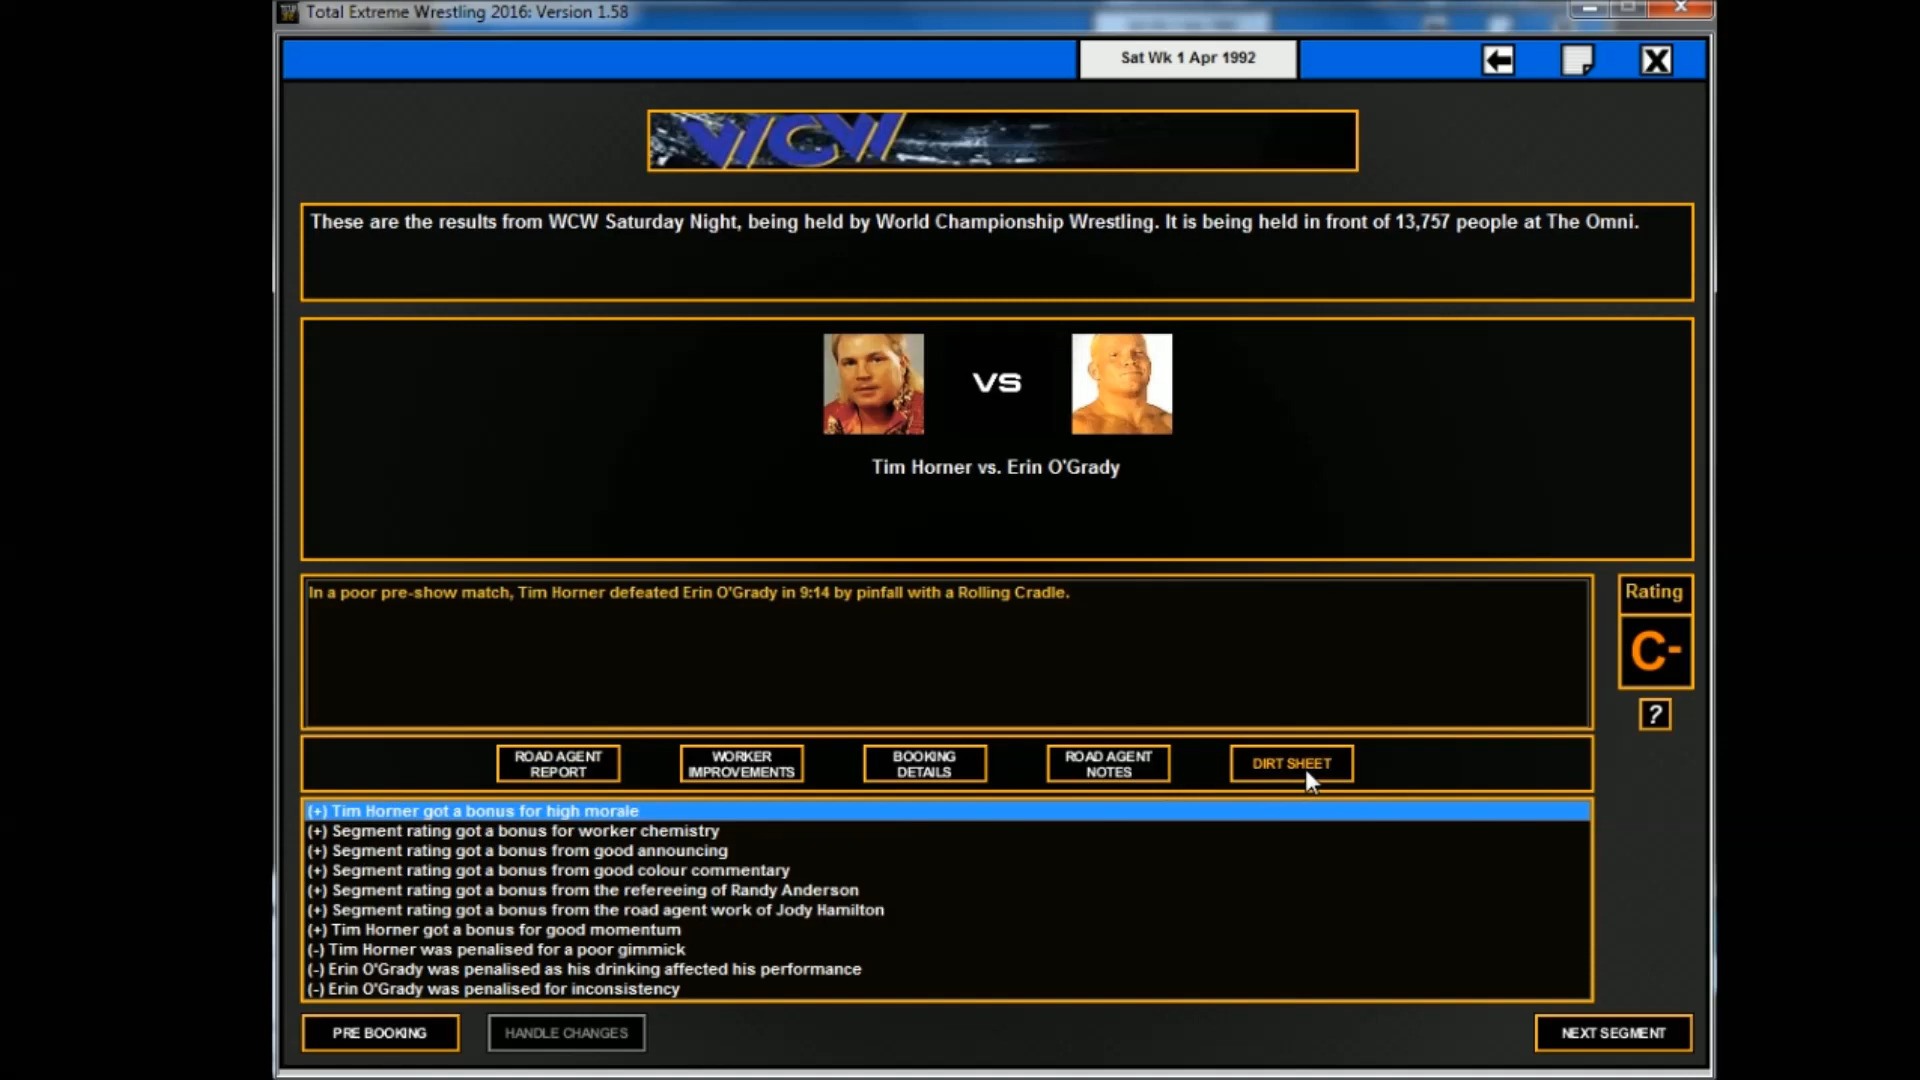 Total Extreme Wrestling 2016: Version 1.58
Sat Wk 1 Apr 1992
WCW
These are the results from WCW Saturday Night, being held by World Championship Wrestling. It is being held in front of 13,757 people at The Omni.
VS
Tim Horner vs. Erin O'Grady
In a poor pre-show match, Tim Horner defeated Erin O'Grady in 9:14 by pinfall with a Rolling Cradle.
Rating
C-
?
ROAD AGENT REPORT
WORKER IMPROVEMENTS
BOOKING DETAILS
ROAD AGENT NOTES
DIRT SHEET
(+) Tim Horner got a bonus for high morale
(+) Segment rating got a bonus for worker chemistry
(+) Segment rating got a bonus from good announcing
(+) Segment rating got a bonus from good colour commentary
(+) Segment rating got a bonus from the refereeing of Randy Anderson
(+) Segment rating got a bonus from the road agent work of Jody Hamilton
(+) Tim Horner got a bonus for good momentum
(-) Tim Horner was penalised for a poor gimmick
(-) Erin O'Grady was penalised as his drinking affected his performance
(-) Erin O'Grady was penalised for inconsistency
PRE BOOKING
HANDLE CHANGES
NEXT SEGMENT